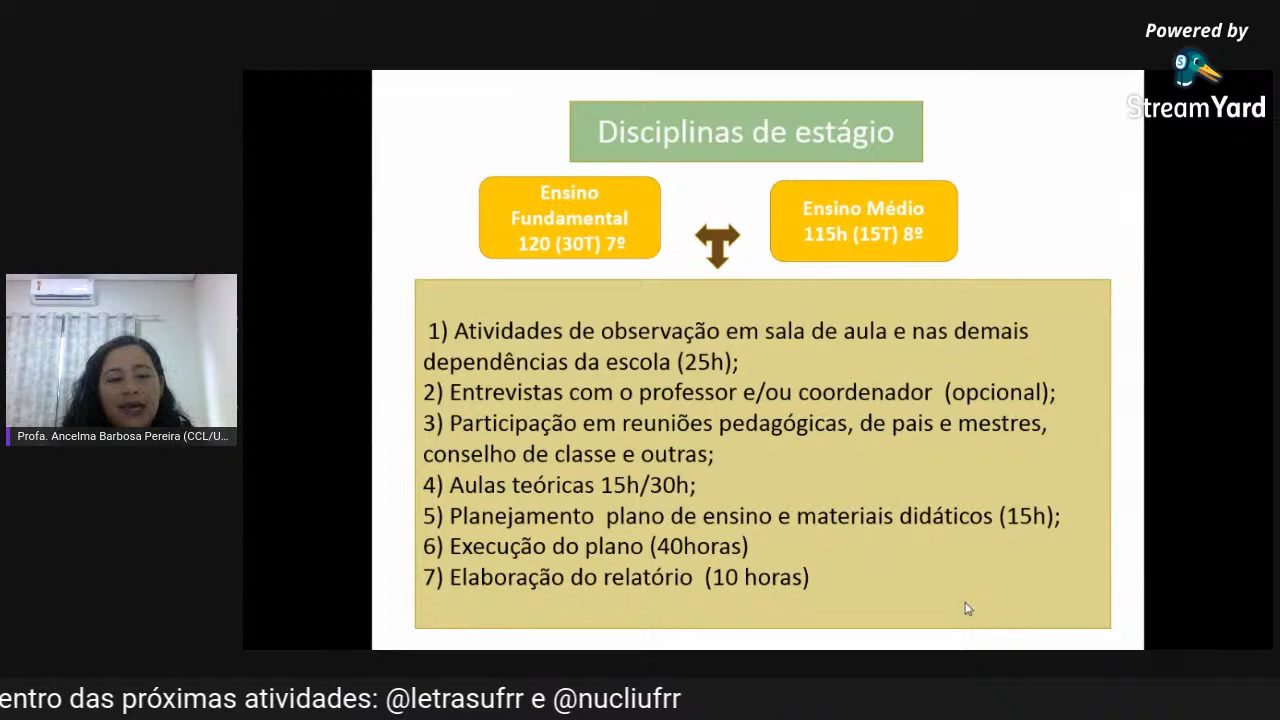 Powered by
StreamYard
Disciplinas de estágio
Ensino
Fundamental
120 (30T) 7º
Ensino Médio
115h (15T) 8º
1) Atividades de observação em sala de aula e nas demais
dependências da escola (25h);
2) Entrevistas com o professor e/ou coordenador (opcional);
3) Participação em reuniões pedagógicas, de pais e mestres,
conselho de classe e outras;
4) Aulas teóricas 15h/30h;
5) Planejamento plano de ensino e materiais didáticos (15h);
6) Execução do plano (40horas)
7) Elaboração do relatório (10 horas)
Profa. Ancelma Barbosa Pereira (CCL/U...
entro das próximas atividades: @letrasufrr e @nucliufrr